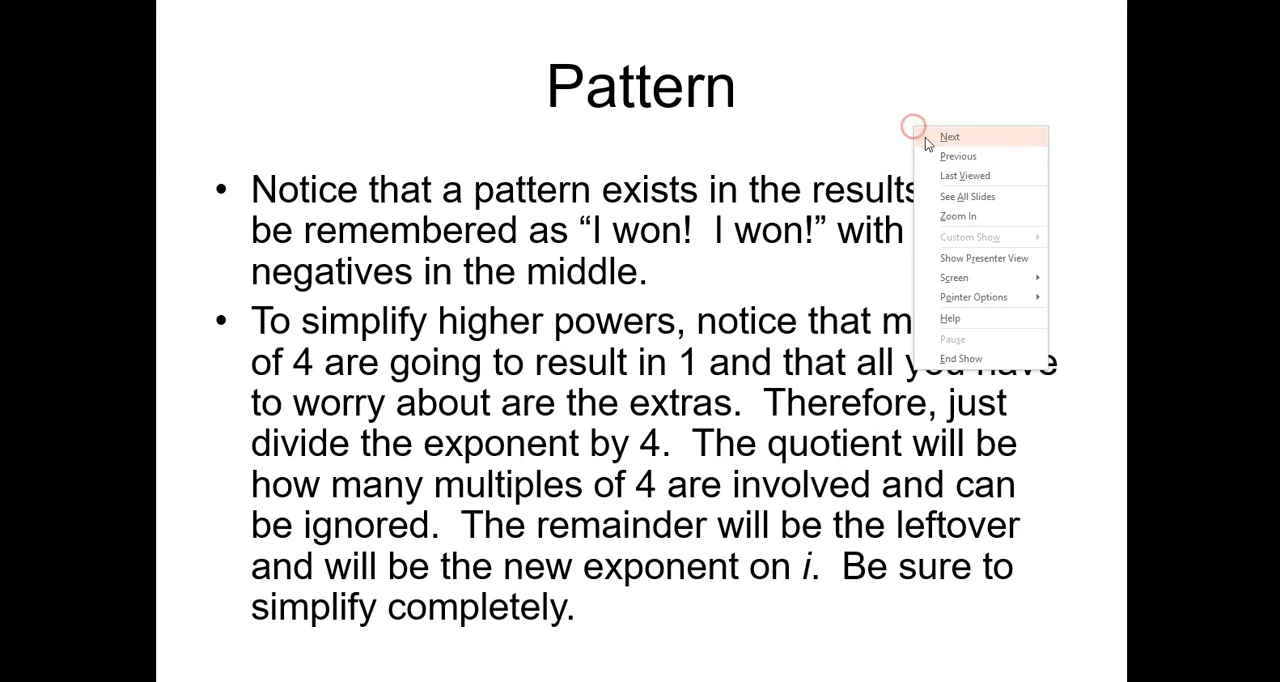 Pattern
• Notice that a pattern exists in the results
be remembered as “I won!  I won!” with
negatives in the middle.
• To simplify higher powers, notice that
of 4 are going to result in 1 and that all you have
to worry about are the extras.  Therefore, just
divide the exponent by 4.  The quotient will be
how many multiples of 4 are involved and can
be ignored.  The remainder will be the leftover
and will be the new exponent on i.  Be sure to
simplify completely.
Next
Previous
Last Viewed
See All Slides
Zoom In
Custom Show
Show Presenter View
Screen
Pointer Options
Help
Pause
End Show